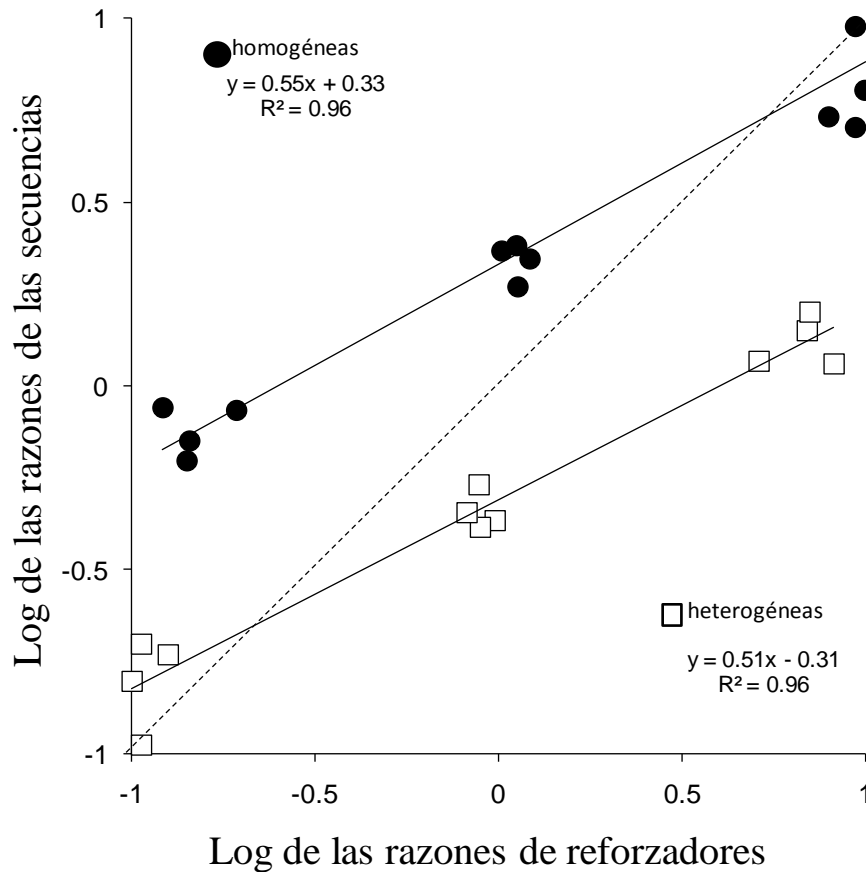 Log de las razones de las secuencias
1
0.5
0
-0.5
-1
homogéneas
y = 0.55x + 0.33
R² = 0.96
heterogéneas
y = 0.51x - 0.31
R² = 0.96
-1 -0.5 0 0.5 1
Log de las razones de reforzadores